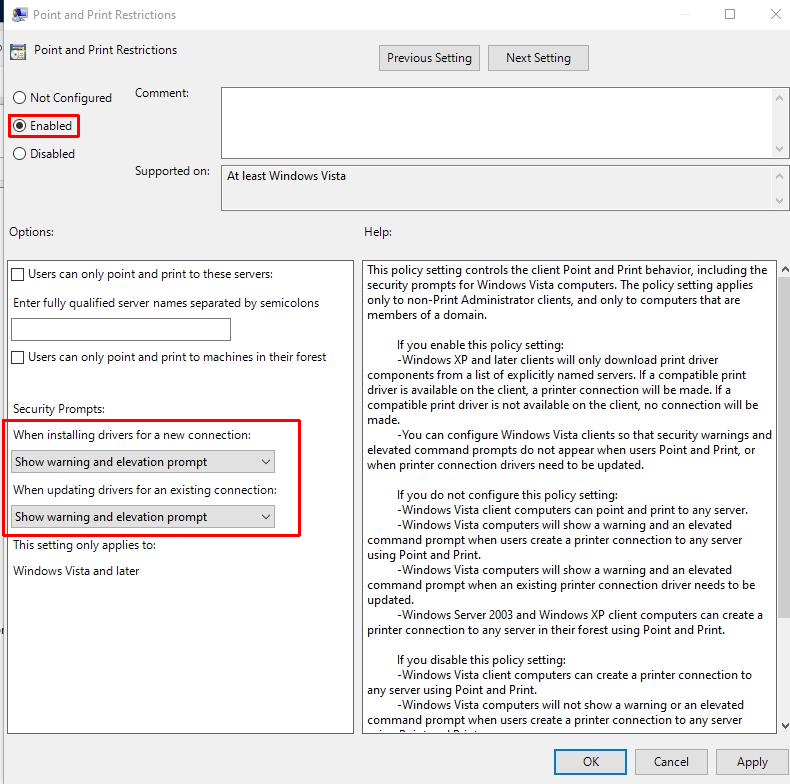 Point and Print Restrictions
Point and Print Restrictions
Previous Setting
Next Setting
Not Configured
Enabled
Disabled
Comment:
Supported on:
At least Windows Vista
Options:
Help:
Users can only point and print to these servers:
Enter fully qualified server names separated by semicolons
Users can only point and print to machines in their forest
Security Prompts:
When installing drivers for a new connection:
Show warning and elevation prompt
When updating drivers for an existing connection:
Show warning and elevation prompt
This setting only applies to:
Windows Vista and later
This policy setting controls the client Point and Print behavior, including the
security prompts for Windows Vista computers. The policy setting applies
only to non-Print Administrator clients, and only to computers that are
members of a domain.
If you enable this policy setting:
-Windows XP and later clients will only download print driver
components from a list of explicitly named servers. If a compatible print
driver is available on the client, a printer connection will be made. If a
compatible print driver is not available on the client, no connection will be
made.
-You can configure Windows Vista clients so that security warnings and
elevated command prompts do not appear when users Point and Print, or
when printer connection drivers need to be updated.
If you do not configure this policy setting:
-Windows Vista client computers can point and print to any server.
-Windows Vista computers will show a warning and an elevated
command prompt when users create a printer connection to any server
using Point and Print.
-Windows Vista computers will show a warning and an elevated
command prompt when an existing printer connection driver needs to be
updated.
-Windows Server 2003 and Windows XP client computers can create a
printer connection to any server in their forest using Point and Print.
If you disable this policy setting:
-Windows Vista client computers can create a printer connection to
any server using Point and Print.
-Windows Vista computers will not show a warning or an elevated
command prompt when users create a printer connection to any server
OK
Cancel
Apply